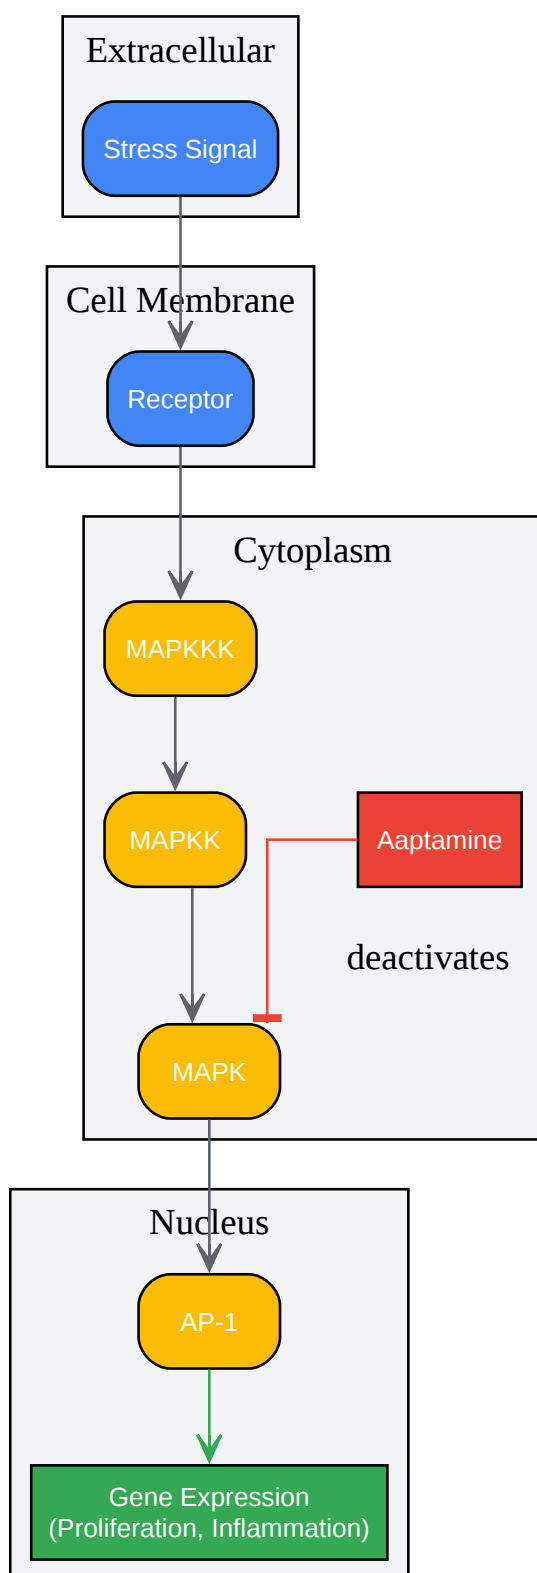 Extracellular
Stress Signal
Cell Membrane
Receptor
Cytoplasm
MAPKKK
MAPKK
Aaptamine
deactivates
MAPK
Nucleus
AP-1
Gene Expression
(Proliferation, Inflammation)